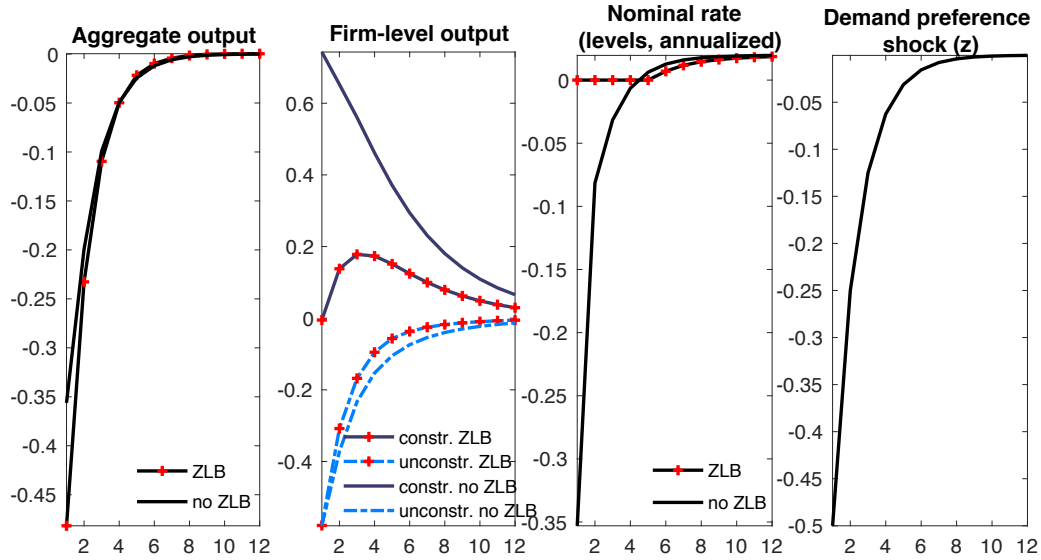 Aggregate output
0
-0.05
-0.1
-0.15
-0.2
-0.25
-0.3
-0.35
-0.4
-0.45
ZLB
no ZLB
2 4 6 8 10 12
Firm-level output
0.6
0.4
0.2
0
-0.2
-0.4
constr. ZLB
unconstr. ZLB
constr. no ZLB
unconstr. no ZLB
2 4 6 8 10 12
Nominal rate
(levels, annualized)
0
-0.05
-0.1
-0.15
-0.2
-0.25
-0.3
-0.35
ZLB
no ZLB
2 4 6 8 10 12
Demand preference
shock (z)
-0.05
-0.1
-0.15
-0.2
-0.25
-0.3
-0.35
-0.4
-0.45
-0.5
2 4 6 8 10 12